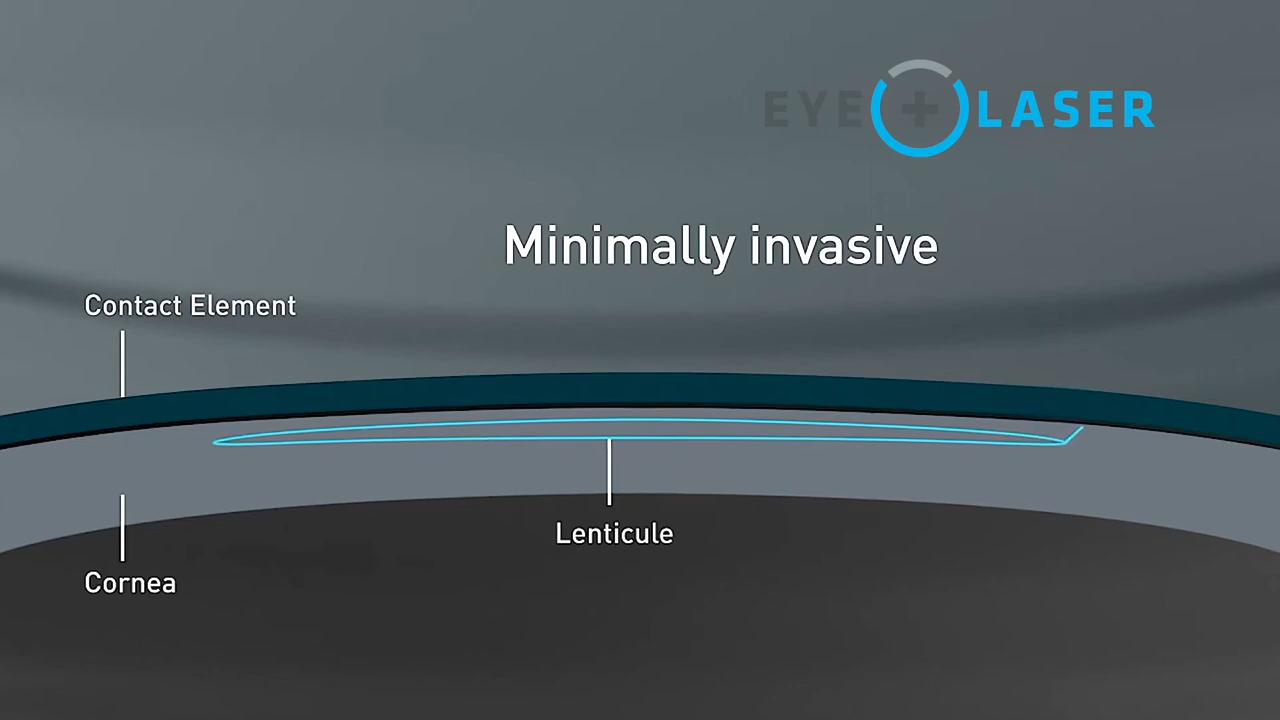 EYE+LASER
Minimally invasive
Contact Element
Lenticule
Cornea